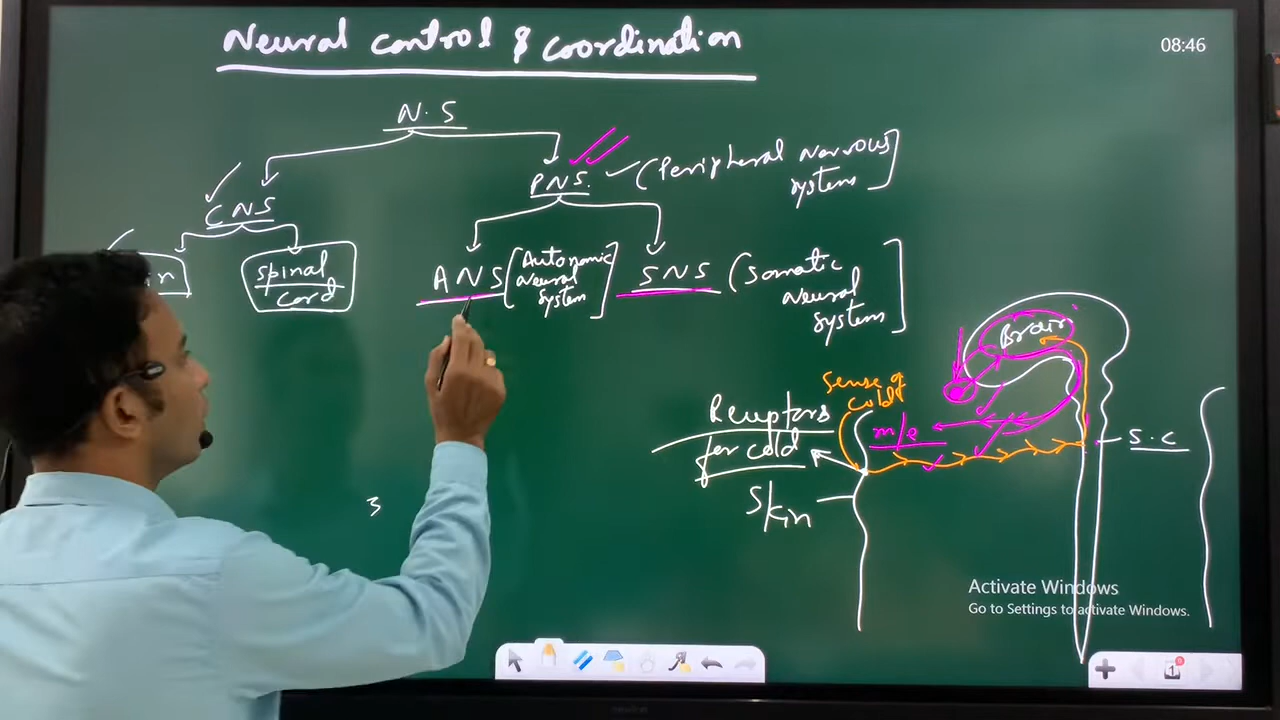 Neural control & coordination
08:46
N.S
PNS. (Peripheral Nervous
system]
CNS
spinal
cord
ANS [Autonomic
Neural
System]
SNS (Somatic
Neural
system]
Brain
Sense of
cold
Receptors
for cold
m/e
S.C
Skin
3
Activate Windows
Go to Settings to activate Windows.
1